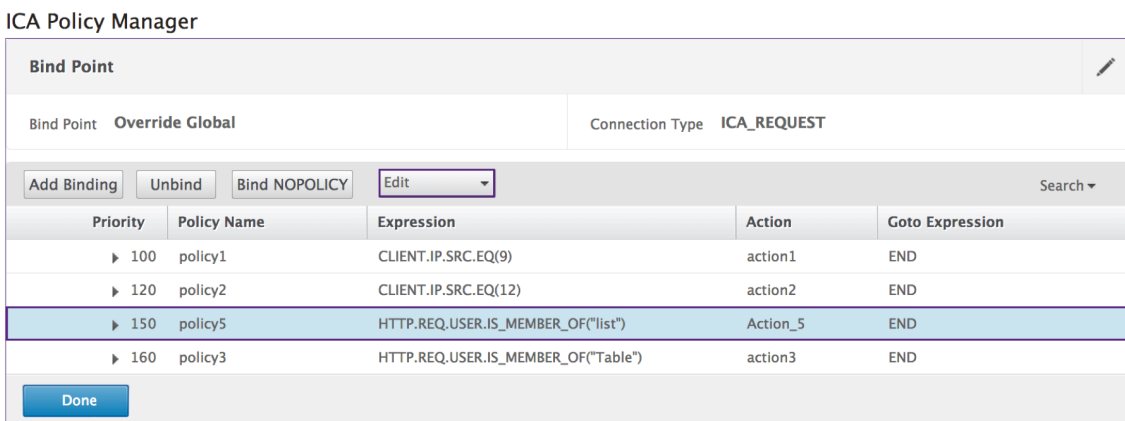 ICA Policy Manager
Bind Point
Bind Point Override Global Connection Type ICA_REQUEST
Add Binding Unbind Bind NOPOLICY Edit Search
Priority Policy Name Expression Action Goto Expression
100 policy1 CLIENT.IP.SRC.EQ(9) action1 END
120 policy2 CLIENT.IP.SRC.EQ(12) action2 END
150 policy5 HTTP.REQ.USER.IS_MEMBER_OF("list") Action_5 END
160 policy3 HTTP.REQ.USER.IS_MEMBER_OF("Table") action3 END
Done